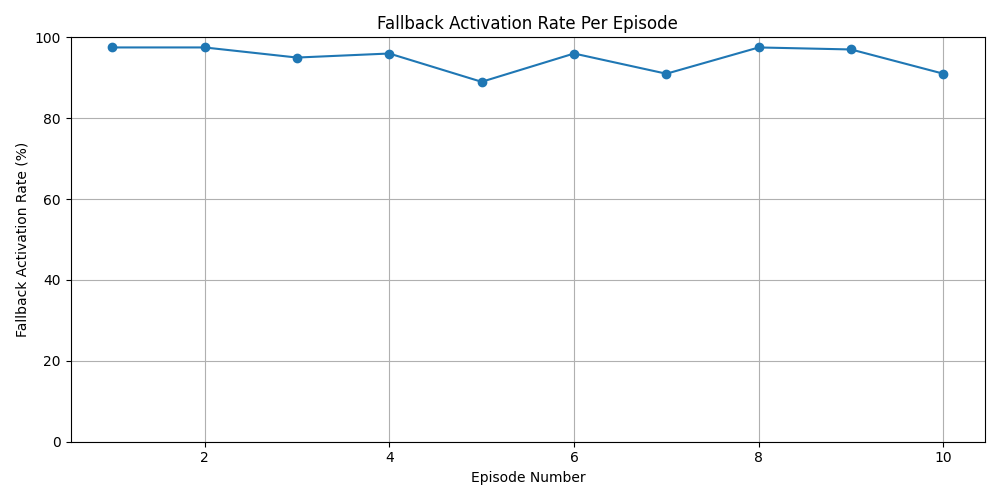 Fallback Activation Rate Per Episode
100
80
60
40
20
0
Fallback Activation Rate (%)
2 4 6 8 10
Episode Number